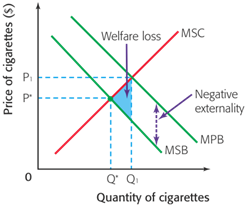 Price of cigarettes ($)
Welfare loss
MSC
P₁
P*
Negative
externality
MPB
MSB
0
Q* Q₁
Quantity of cigarettes